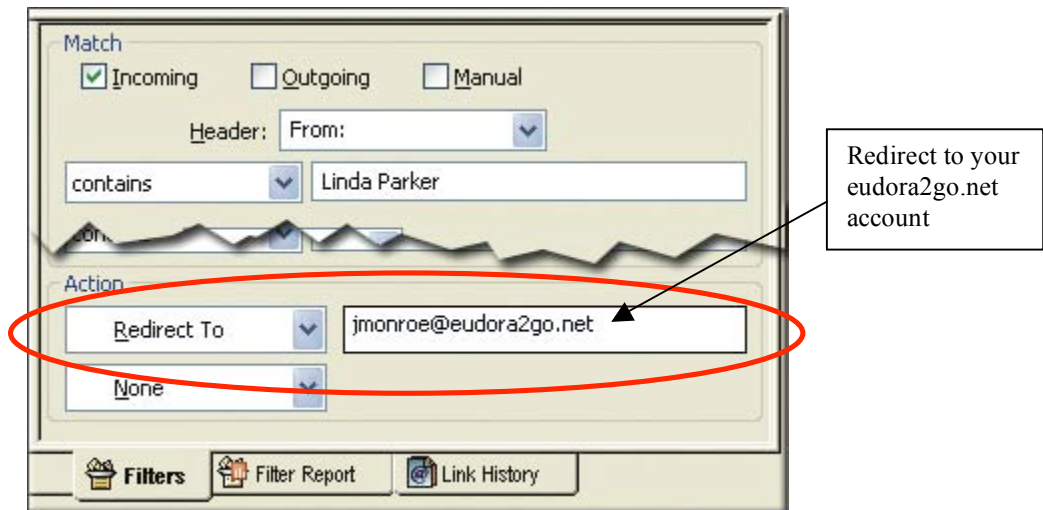 Match
Incoming Outgoing Manual
Header: From:
contains Linda Parker
Action
Redirect To jmonroe@eudora2go.net
None
Filters Filter Report Link History
Redirect to your
eudora2go.net
account